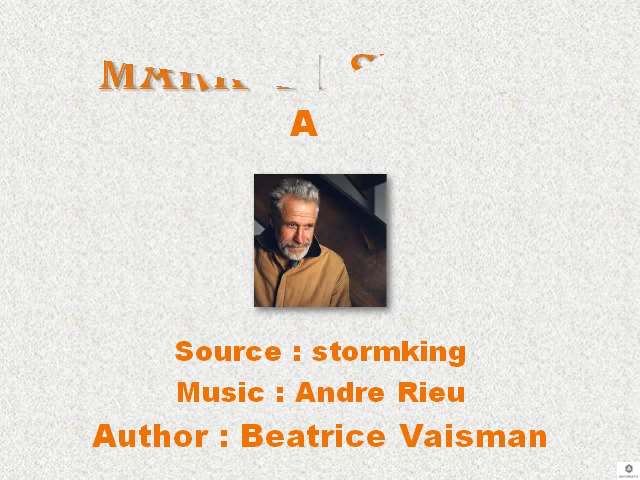 A
Source : stormking
Music : Andre Rieu
Author : Beatrice Vaisman